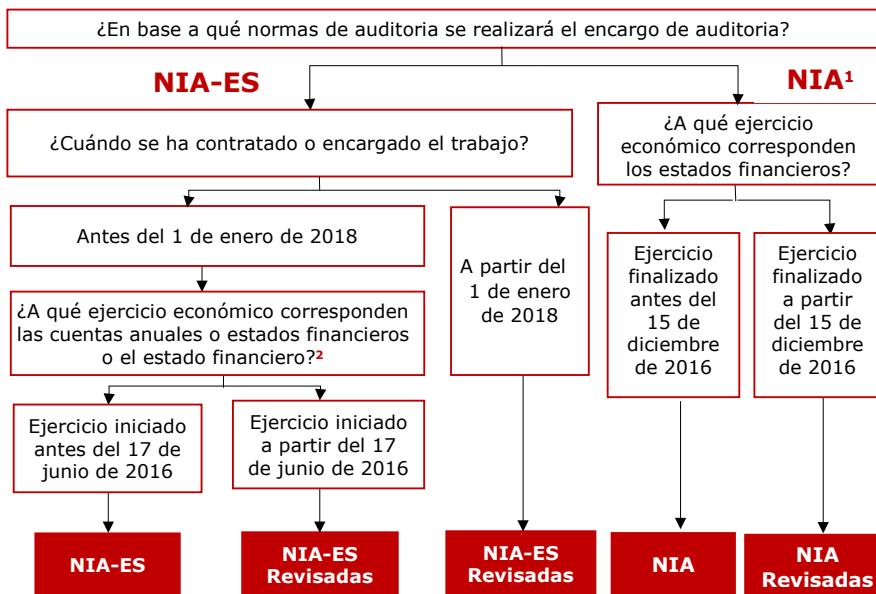 ¿En base a qué normas de auditoria se realizará el encargo de auditoria?
NIA-ES
NIA¹
¿Cuándo se ha contratado o encargado el trabajo?
¿A qué ejercicio
económico corresponden
los estados financieros?
Antes del 1 de enero de 2018
A partir del
1 de enero
de 2018
Ejercicio
finalizado
antes del
15 de
diciembre
de 2016
Ejercicio
finalizado
a partir
del 15 de
diciembre
de 2016
¿A qué ejercicio económico corresponden
las cuentas anuales o estados financieros
o el estado financiero?²
Ejercicio iniciado
antes del 17 de
junio de 2016
Ejercicio iniciado
a partir del 17
de junio de 2016
NIA-ES
NIA-ES
Revisadas
NIA-ES
Revisadas
NIA
NIA
Revisadas